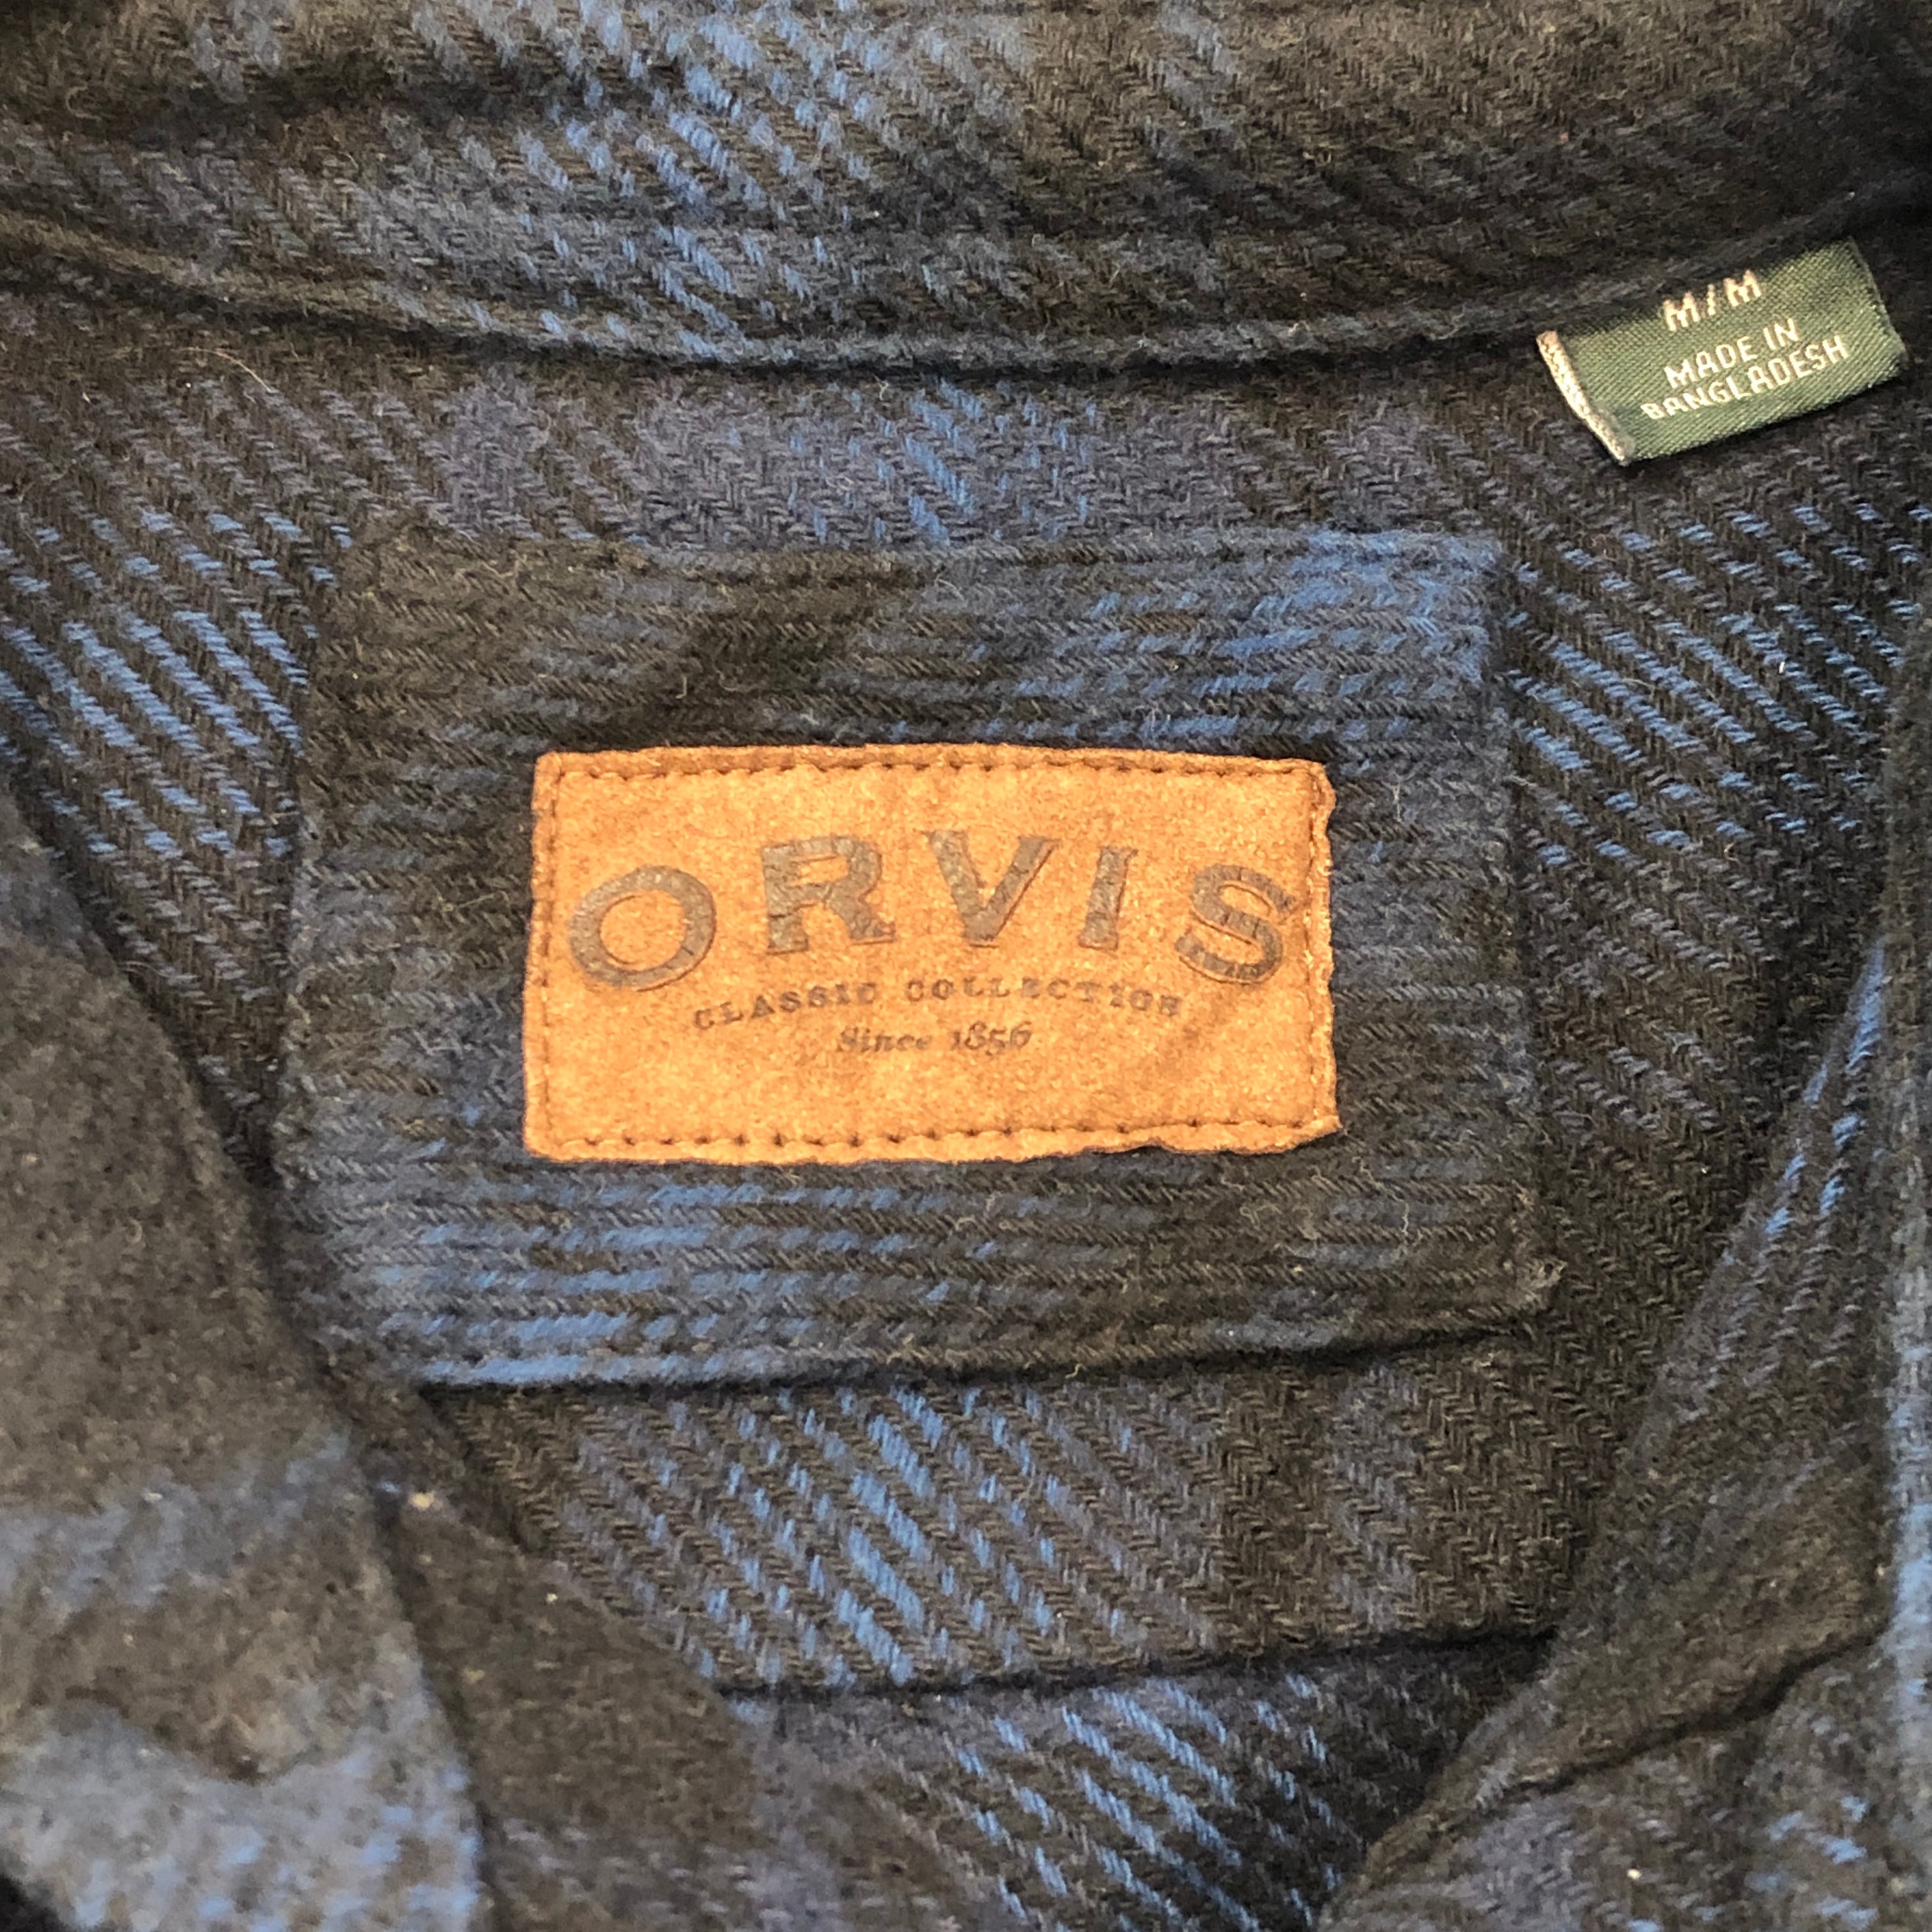 M/M
MADE IN
BANGLADESH
ORVIS
CLASSIC COLLECTION
Since 1856